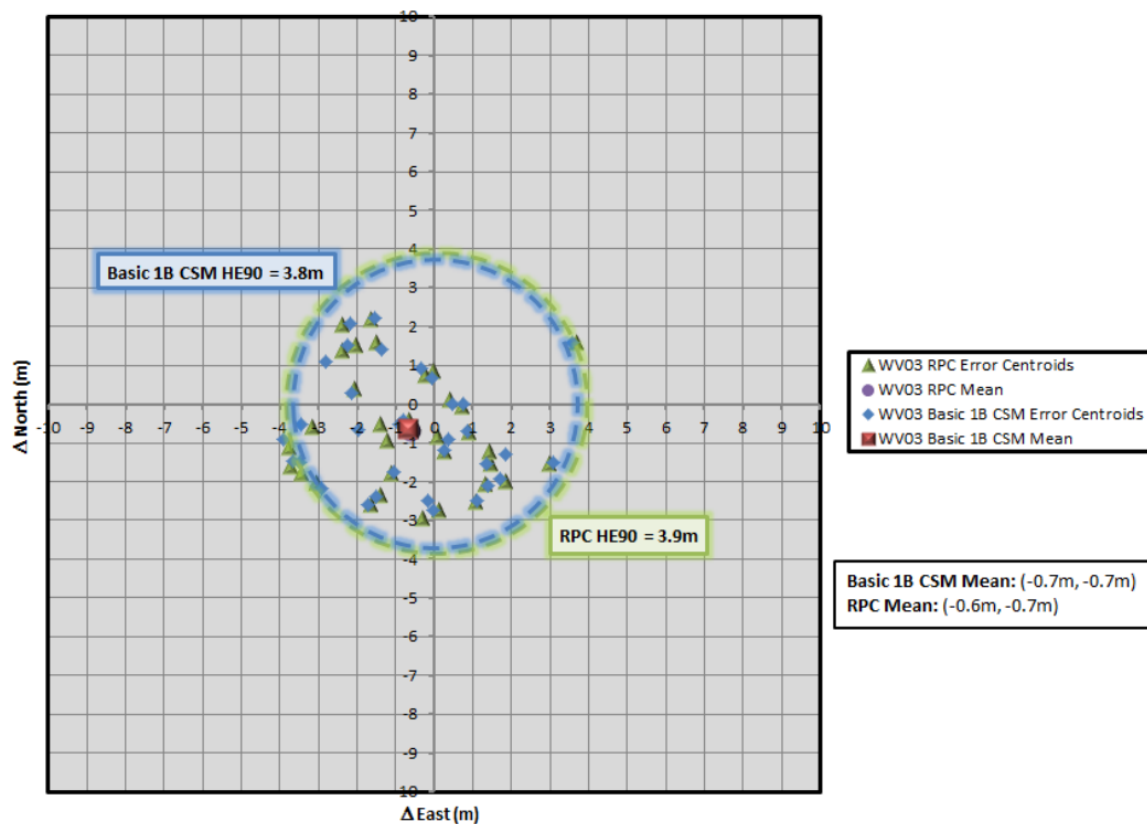 10
9
8
7
6
5
4
3
2
1
0
-1
-2
-3
-4
-5
-6
-7
-8
-9
-10
-10 -9 -8 -7 -6 -5 -4 -3 -2 -1 0 1 2 3 4 5 6 7 8 9 10
Δ North (m)
Δ East (m)
Basic 1B CSM HE90 = 3.8m
RPC HE90 = 3.9m
WV03 RPC Error Centroids
WV03 RPC Mean
WV03 Basic 1B CSM Error Centroids
WV03 Basic 1B CSM Mean
Basic 1B CSM Mean: (-0.7m, -0.7m)
RPC Mean: (-0.6m, -0.7m)